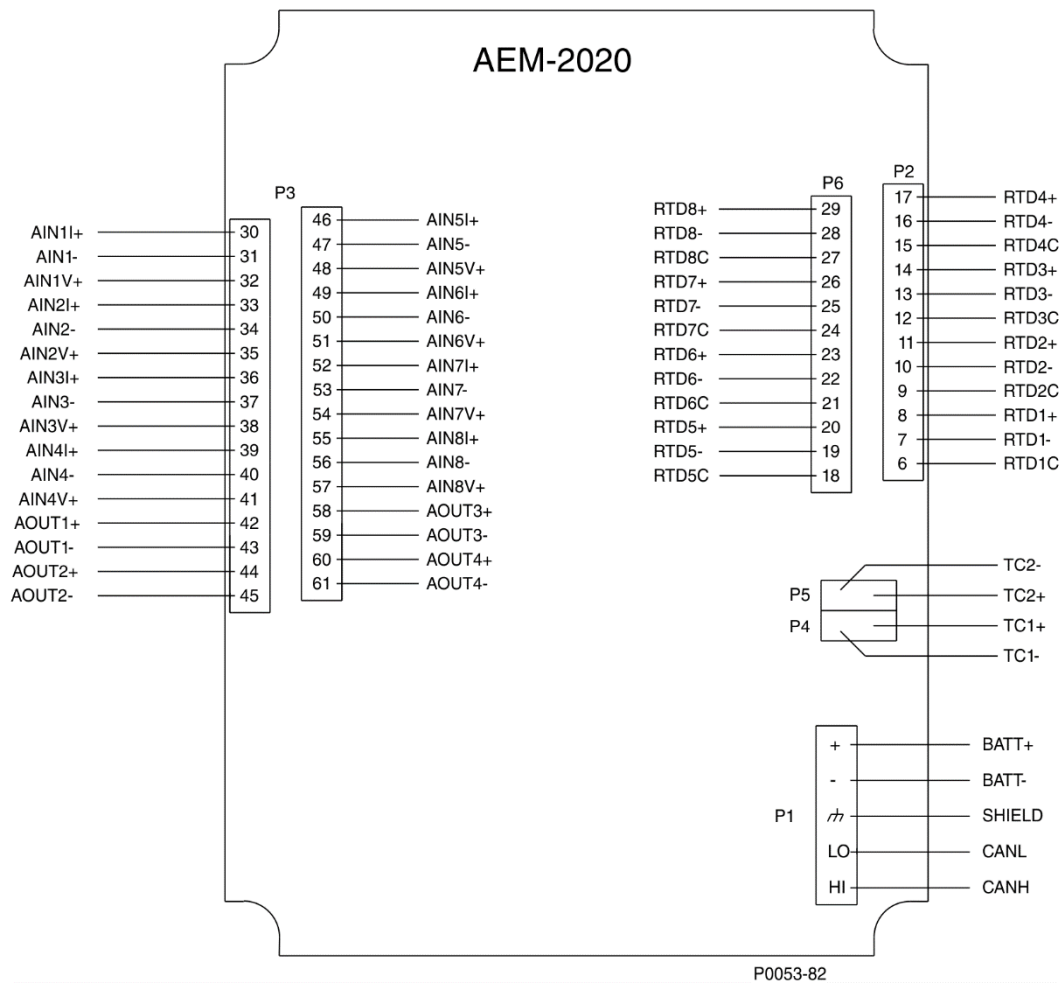 AEM-2020
P3
AIN1I+ 30
AIN1- 31
AIN1V+ 32
AIN2I+ 33
AIN2- 34
AIN2V+ 35
AIN3I+ 36
AIN3- 37
AIN3V+ 38
AIN4I+ 39
AIN4- 40
AIN4V+ 41
AOUT1+ 42
AOUT1- 43
AOUT2+ 44
AOUT2- 45
46 AIN5I+
47 AIN5-
48 AIN5V+
49 AIN6I+
50 AIN6-
51 AIN6V+
52 AIN7I+
53 AIN7-
54 AIN7V+
55 AIN8I+
56 AIN8-
57 AIN8V+
58 AOUT3+
59 AOUT3-
60 AOUT4+
61 AOUT4-
P6
RTD8+ 29
RTD8- 28
RTD8C 27
RTD7+ 26
RTD7- 25
RTD7C 24
RTD6+ 23
RTD6- 22
RTD6C 21
RTD5+ 20
RTD5- 19
RTD5C 18
P2
17 RTD4+
16 RTD4-
15 RTD4C
14 RTD3+
13 RTD3-
12 RTD3C
11 RTD2+
10 RTD2-
9 RTD2C
8 RTD1+
7 RTD1-
6 RTD1C
TC2-
P5 TC2+
P4 TC1+
TC1-
+ BATT+
- BATT-
P1 SHIELD
LO CANL
HI CANH
P0053-82